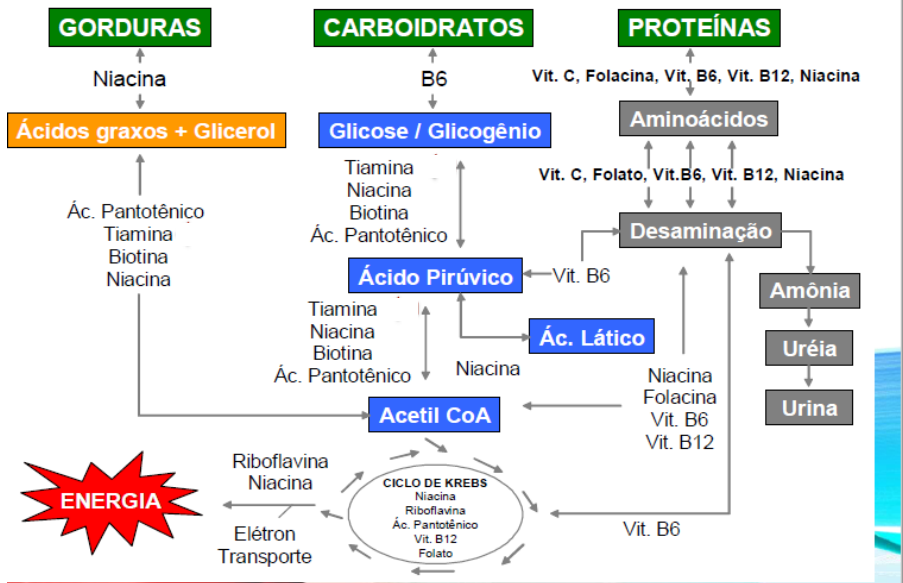 GORDURAS
CARBOIDRATOS
PROTEÍNAS
Niacina
B6
Vit. C, Folacina, Vit. B6, Vit. B12, Niacina
Ácidos graxos + Glicerol
Glicose / Glicogênio
Aminoácidos
Tiamina
Niacina
Biotina
Ác. Pantotênico
Vit. C, Folato, Vit.B6, Vit. B12, Niacina
Ác. Pantotênico
Tiamina
Biotina
Niacina
Desaminação
Ácido Pirúvico
Vit. B6
Amônia
Tiamina
Niacina
Biotina
Ác. Pantotênico
Niacina
Ác. Lático
Uréia
Niacina
Folacina
Vit. B6
Vit. B12
Urina
Acetil CoA
ENERGIA
Riboflavina
Niacina
Elétron
Transporte
CICLO DE KREBS
Niacina
Riboflavina
Ác. Pantotênico
Vit. B12
Folato
Vit. B6